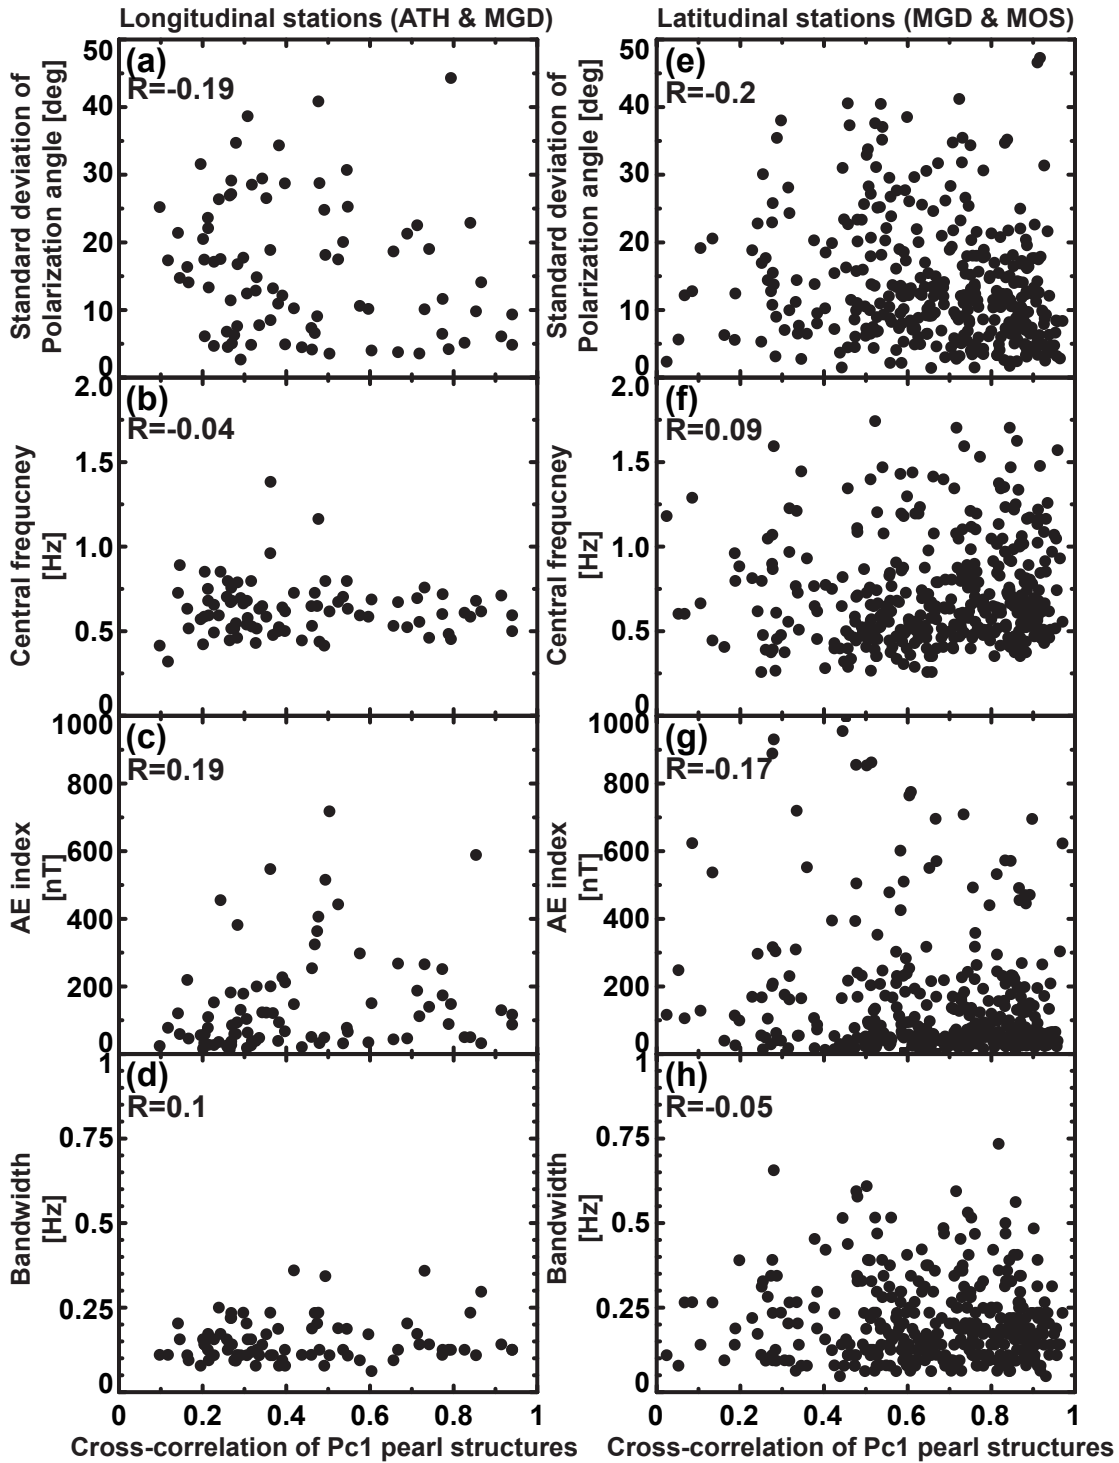 Longitudinal stations (ATH & MGD)
Latitudinal stations (MGD & MOS)
(a)
R=-0.19
Standard deviation of
Polarization angle [deg]
50
40
30
20
10
0
(e)
R=-0.2
Standard deviation of
Polarization angle [deg]
50
40
30
20
10
0
(b)
R=-0.04
Central frequcney
[Hz]
2.0
1.5
1.0
0.5
0
(f)
R=0.09
Central frequcney
[Hz]
2.0
1.5
1.0
0.5
0
(c)
R=0.19
AE index
[nT]
1000
800
600
400
200
0
(g)
R=-0.17
AE index
[nT]
1000
800
600
400
200
0
(d)
R=0.1
Bandwidth
[Hz]
1
0.75
0.5
0.25
0
0 0.2 0.4 0.6 0.8 1
Cross-correlation of Pc1 pearl structures
(h)
R=-0.05
Bandwidth
[Hz]
1
0.75
0.5
0.25
0
0 0.2 0.4 0.6 0.8 1
Cross-correlation of Pc1 pearl structures